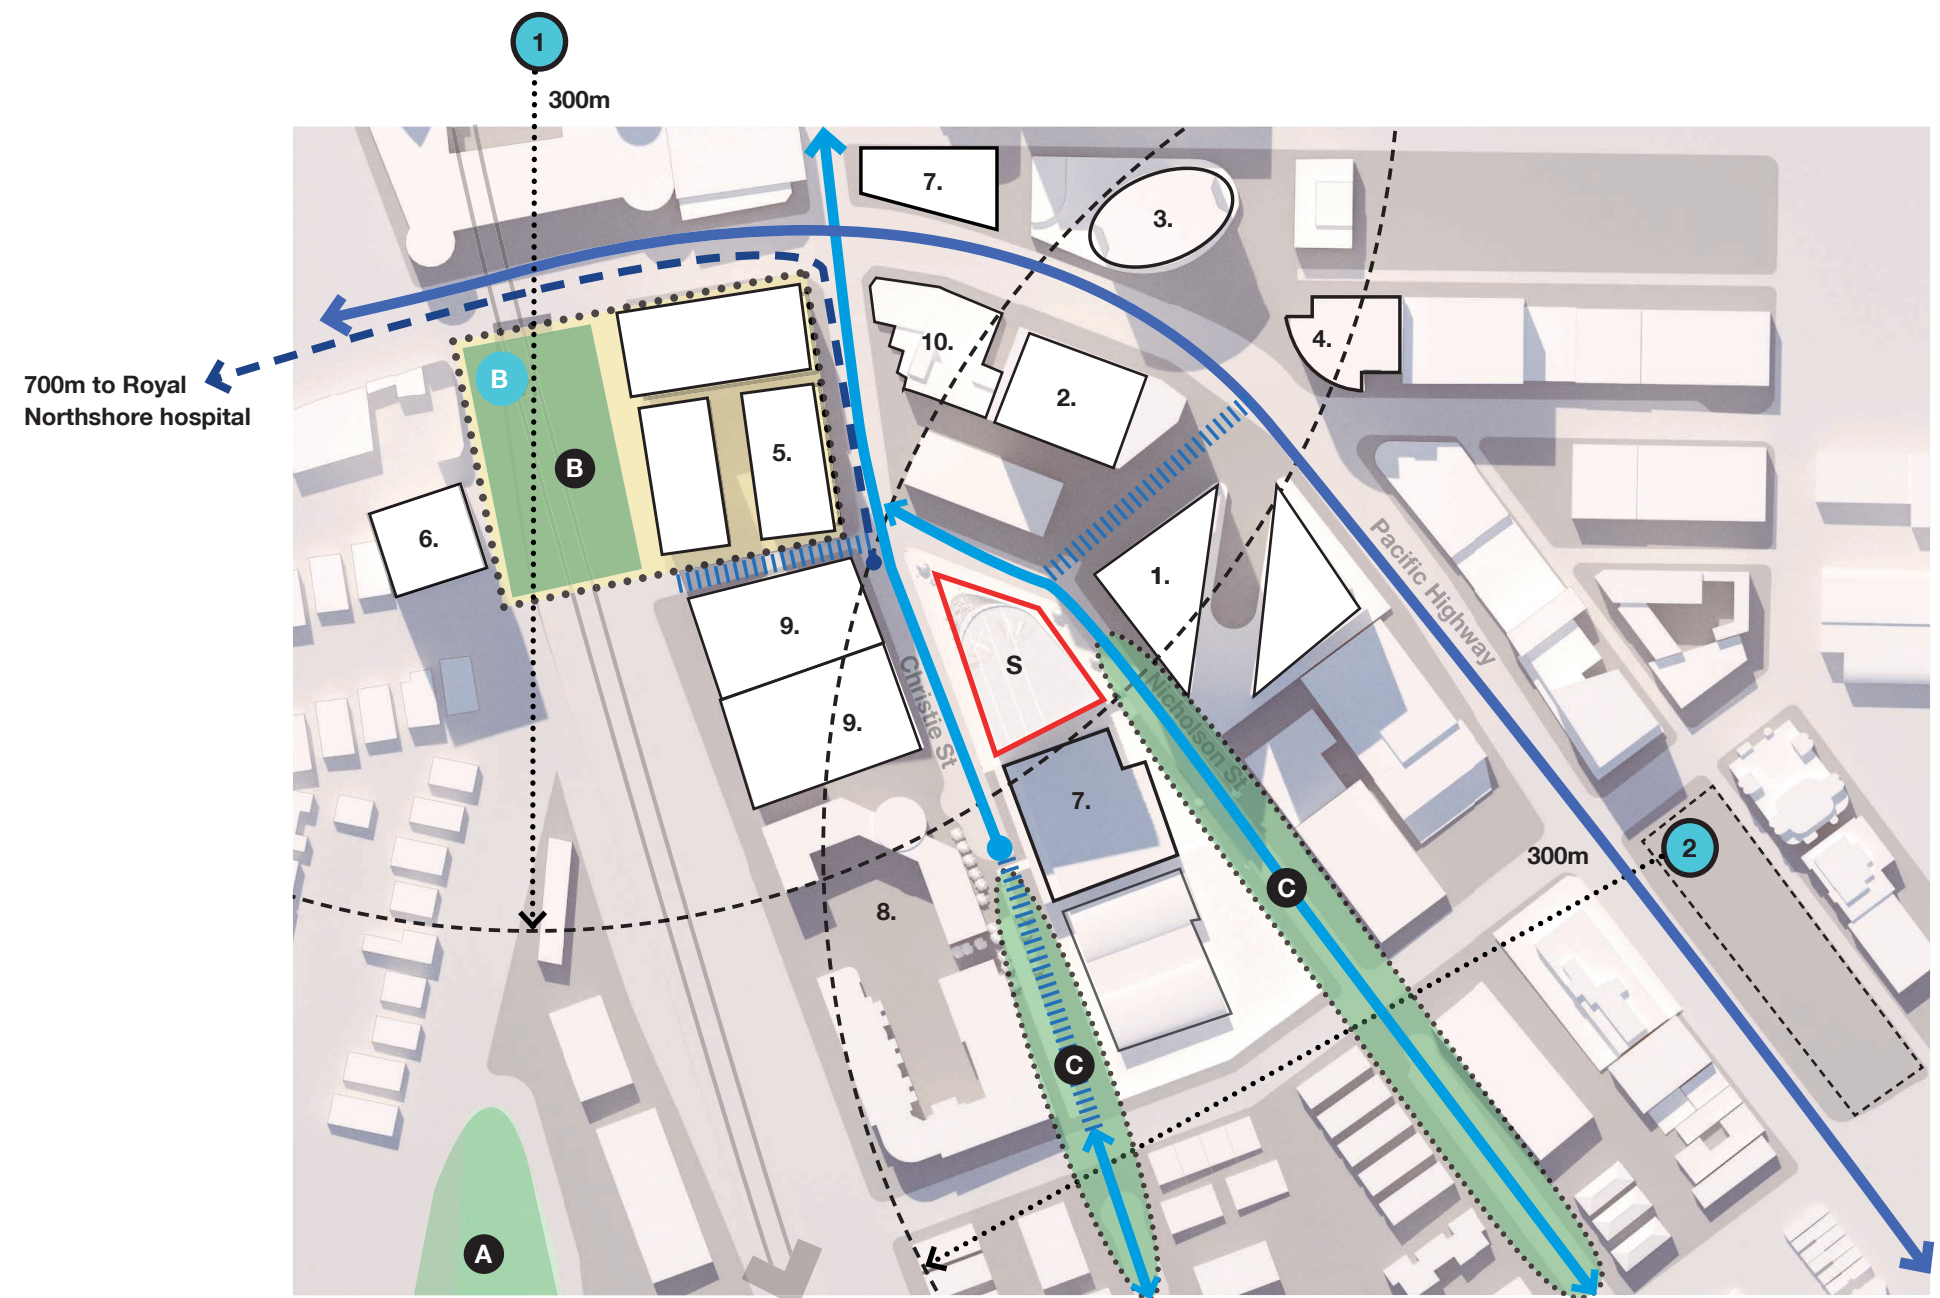 1
300m
7.
3.
10.
4.
B
2.
700m to Royal
Northshore hospital
5.
B
6.
1.
Pacific Highway
9.
S
Christie St
9.
Nicholson St
7.
2
300m
C
8.
C
A